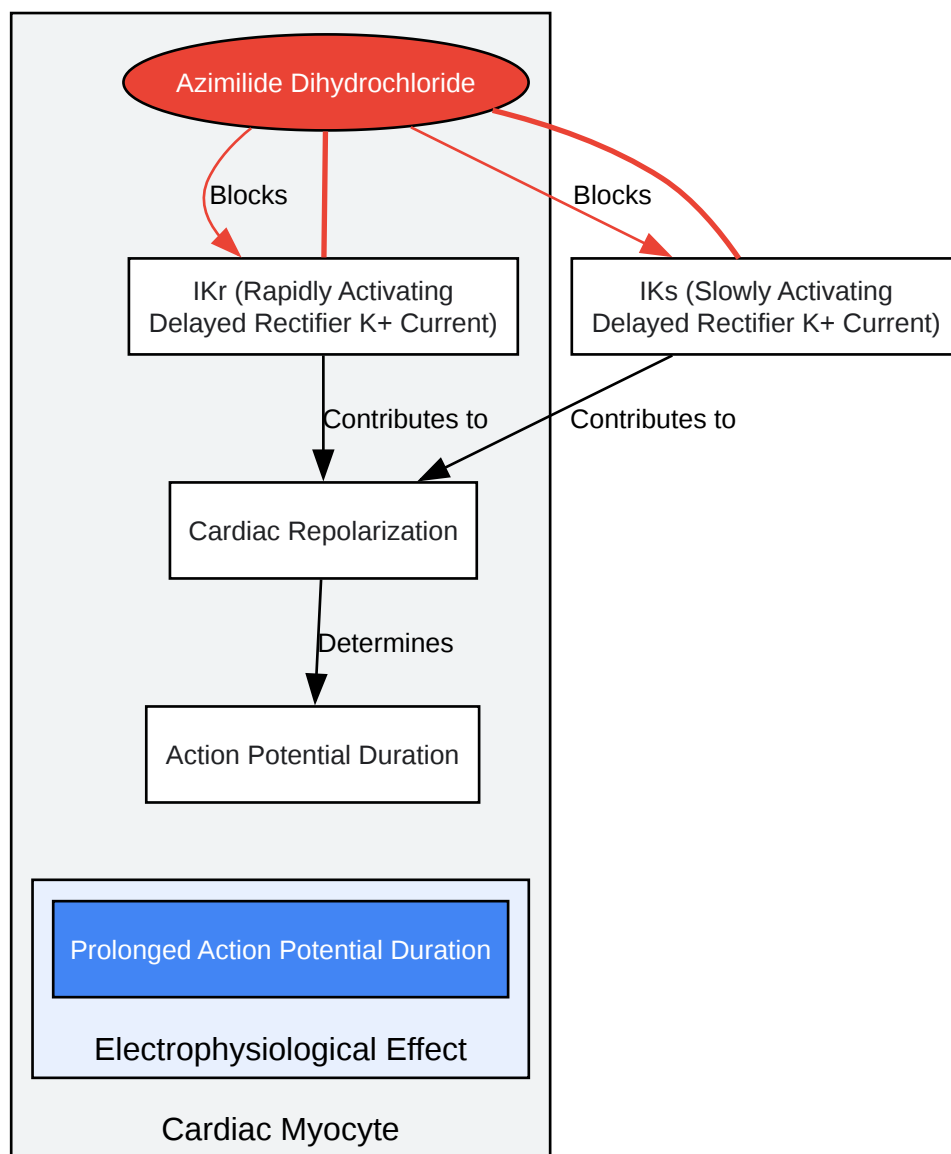 Azimilide Dihydrochloride
Blocks
Blocks
IKr (Rapidly Activating
Delayed Rectifier K+ Current)
IKs (Slowly Activating
Delayed Rectifier K+ Current)
Contributes to
Contributes to
Cardiac Repolarization
Determines
Action Potential Duration
Prolonged Action Potential Duration
Electrophysiological Effect
Cardiac Myocyte